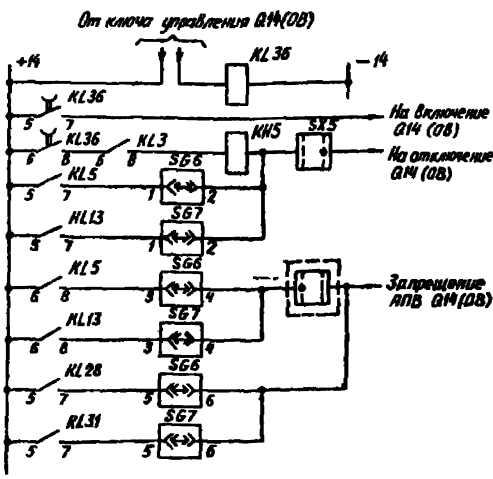 От ключа управления Q14(ОВ)
+14 KL36 -14
KL36
5 7 На включение
Q14 (ОВ)
KL36 KL3 KH5 SX5
6 8 6 8 На отключение
Q14(ОВ)
KL5 SG6
5 7 1 2
KL13 SG7
5 7 1 2
KL5 SG6
6 8 3 4 Запрещение
АПВ Q14(ОВ)
KL13 SG7
6 8 3 4
KL28 SG6
5 7 5 6
KL31 SG7
5 7 5 6